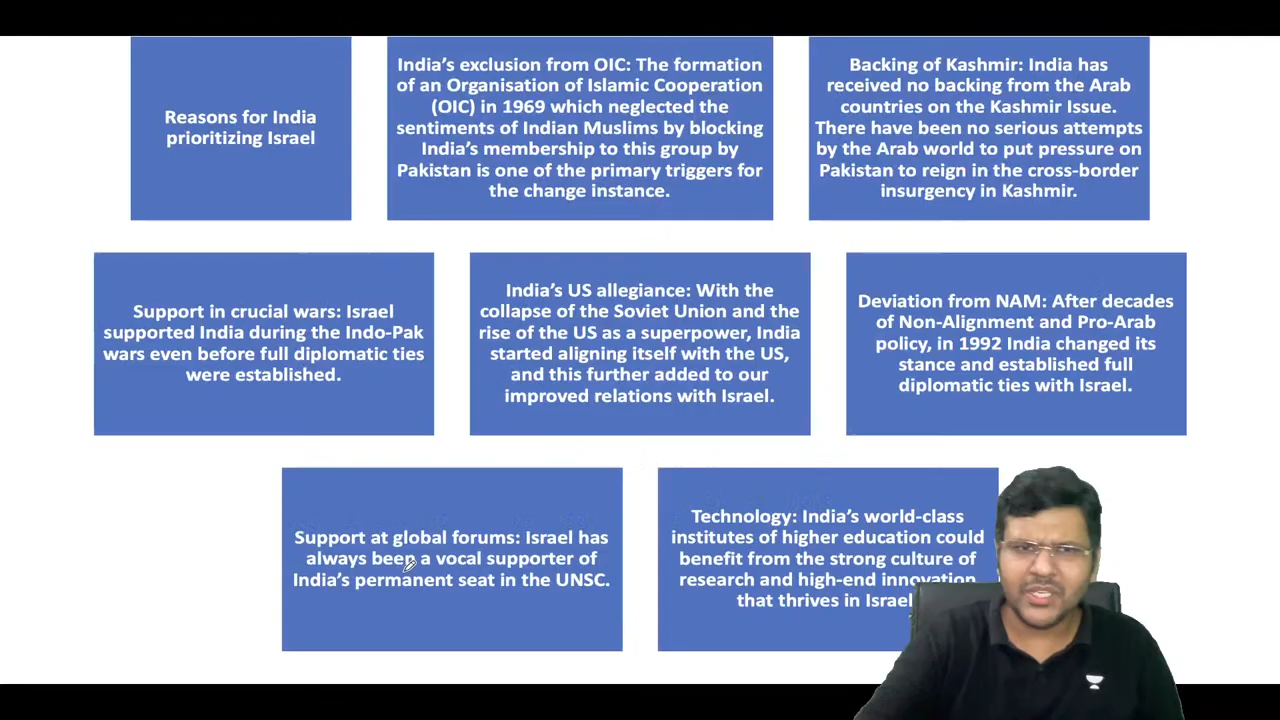 Reasons for India
prioritizing Israel
India’s exclusion from OIC: The formation
of an Organisation of Islamic Cooperation
(OIC) in 1969 which neglected the
sentiments of Indian Muslims by blocking
India’s membership to this group by
Pakistan is one of the primary triggers for
the change instance.
Backing of Kashmir: India has
received no backing from the Arab
countries on the Kashmir Issue.
There have been no serious attempts
by the Arab world to put pressure on
Pakistan to reign in the cross-border
insurgency in Kashmir.
Support in crucial wars: Israel
supported India during the Indo-Pak
wars even before full diplomatic ties
were established.
India’s US allegiance: With the
collapse of the Soviet Union and the
rise of the US as a superpower, India
started aligning itself with the US,
and this further added to our
improved relations with Israel.
Deviation from NAM: After decades
of Non-Alignment and Pro-Arab
policy, in 1992 India changed its
stance and established full
diplomatic ties with Israel.
Support at global forums: Israel has
always been a vocal supporter of
India’s permanent seat in the UNSC.
Technology: India’s world-class
institutes of higher education could
benefit from the strong culture of
research and high-end innovation
that thrives in Israel